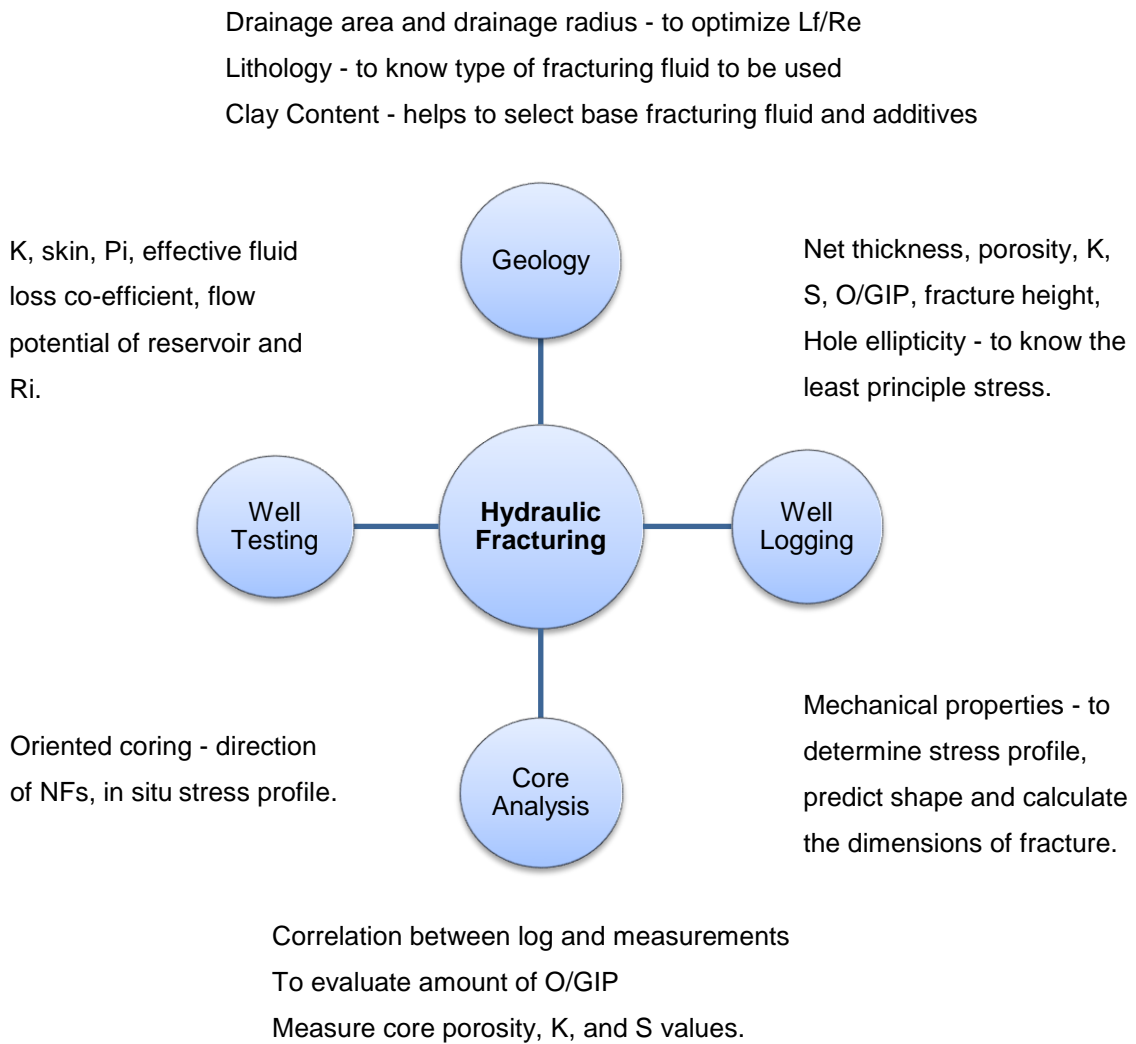 Drainage area and drainage radius - to optimize Lf/Re
Lithology - to know type of fracturing fluid to be used
Clay Content - helps to select base fracturing fluid and additives
Geology
K, skin, Pi, effective fluid
loss co-efficient, flow
potential of reservoir and
Ri.
Net thickness, porosity, K,
S, O/GIP, fracture height,
Hole ellipticity - to know the
least principle stress.
Well
Testing
Hydraulic
Fracturing
Well
Logging
Oriented coring - direction
of NFs, in situ stress profile.
Core
Analysis
Mechanical properties - to
determine stress profile,
predict shape and calculate
the dimensions of fracture.
Correlation between log and measurements
To evaluate amount of O/GIP
Measure core porosity, K, and S values.